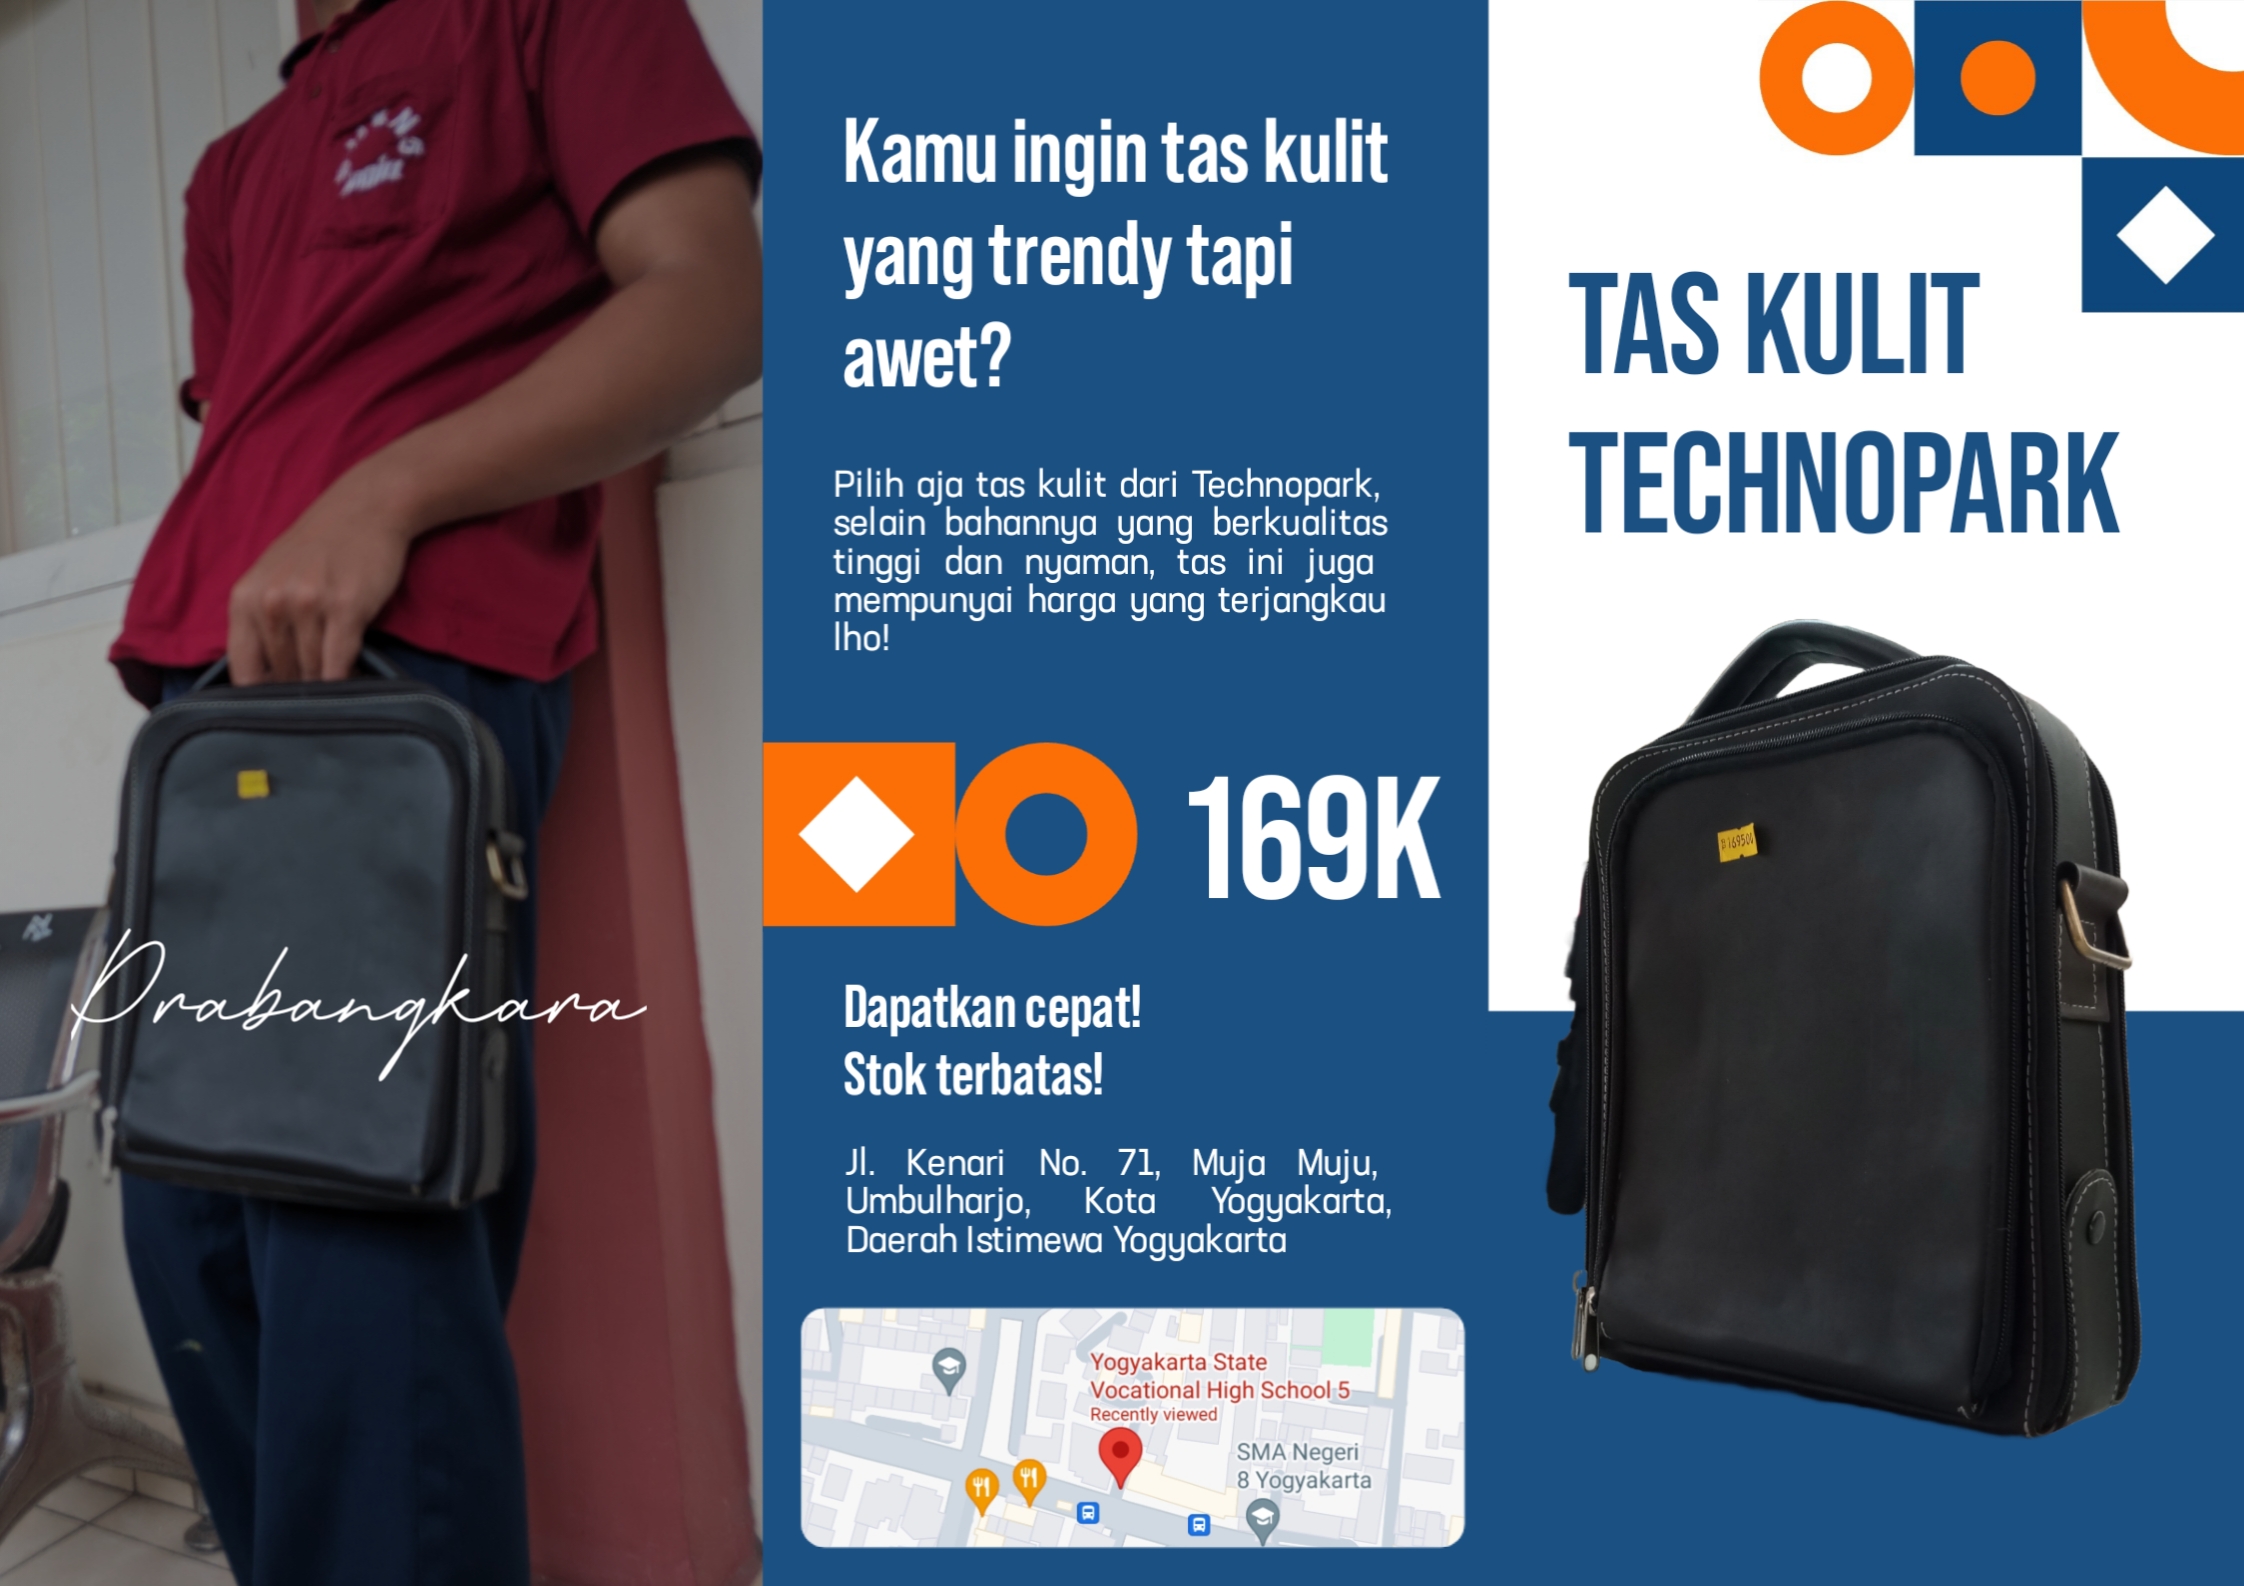 Prabangkara
Kamu ingin tas kulit
yang trendy tapi
awet?
Pilih aja tas kulit dari Technopark,
selain bahannya yang berkualitas
tinggi dan nyaman, tas ini juga
mempunyai harga yang terjangkau
lho!
169K
Dapatkan cepat!
Stok terbatas!
Jl. Kenari No. 71, Muja Muju,
Umbulharjo, Kota Yogyakarta,
Daerah Istimewa Yogyakarta
Yogyakarta State
Vocational High School 5
Recently viewed
SMA Negeri
8 Yogyakarta
TAS KULIT
TECHNOPARK